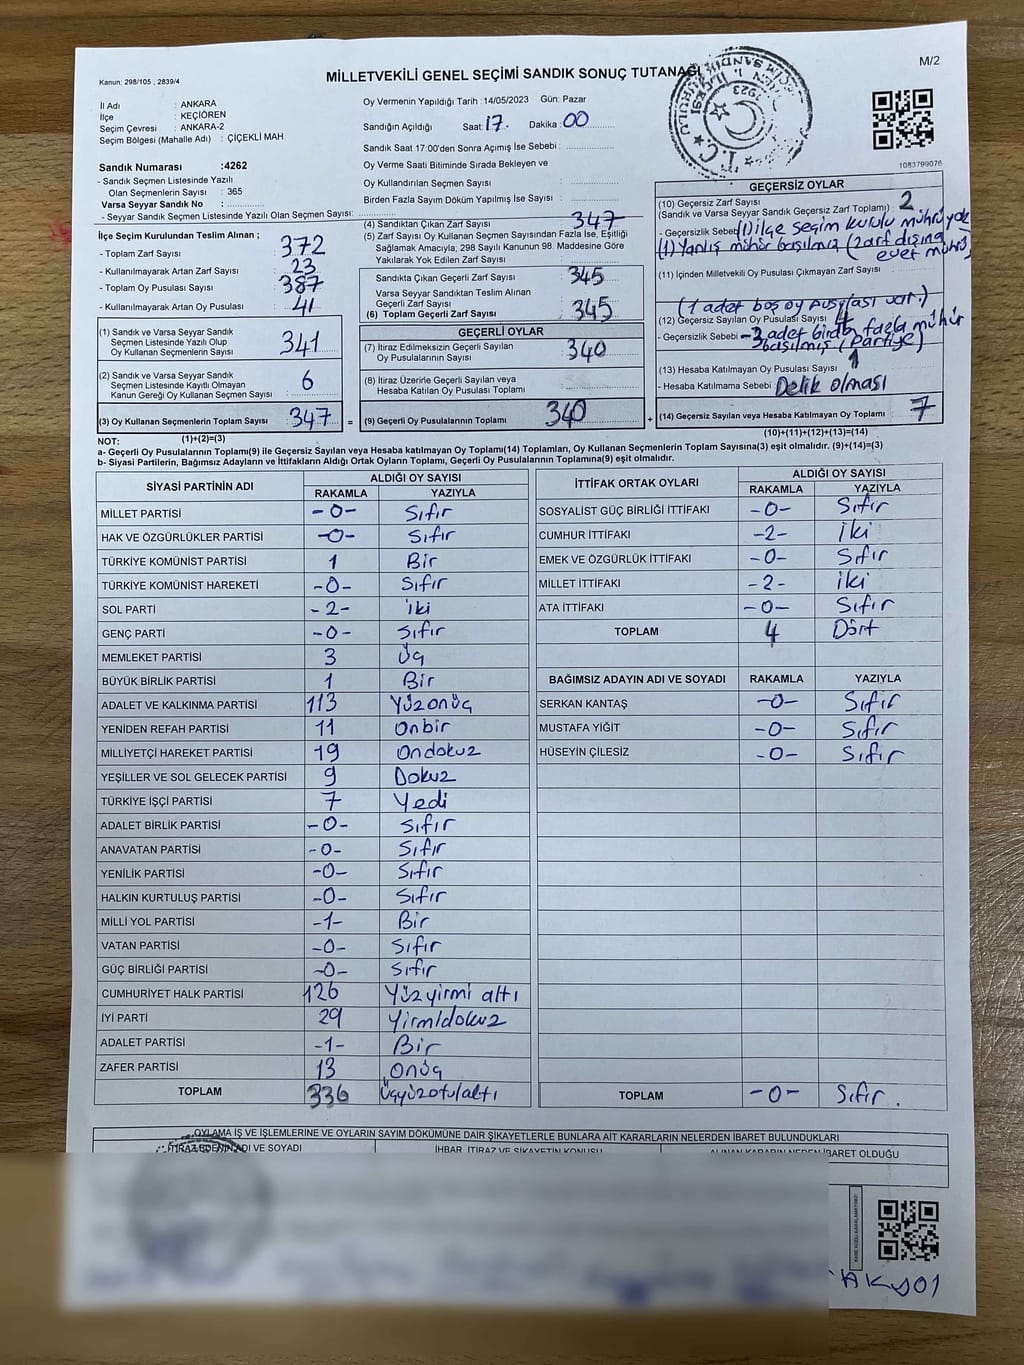 M/2
Kanun: 298/105 , 2839/4
MİLLETVEKİLİ GENEL SEÇİMİ SANDIK SONUÇ TUTANAĞI
İl Adı : ANKARA
İlçe : KEÇİÖREN
Seçim Çevresi : ANKARA-2
Seçim Bölgesi (Mahalle Adı) : ÇİÇEKLİ MAH.
Sandık Numarası :4262
- Sandık Seçmen Listesinde Yazılı
Olan Seçmenlerin Sayısı : 365
Varsa Seyyar Sandık No :
- Seyyar Sandık Seçmen Listesinde Yazılı Olan Seçmen Sayısı:
Oy Vermenin Yapıldığı Tarih :14/05/2023 Gün: Pazar
Sandığın Açıldığı Saat: 17. Dakika: 00
Sandık Saat 17:00'den Sonra Açımış İse Sebebi :
Oy Verme Saati Bitiminde Sırada Bekleyen ve
Oy Kullandırılan Seçmen Sayısı
Birden Fazla Sayım Döküm Yapılmış İse Sayısı :
1083799076
İlçe Seçim Kurulundan Teslim Alınan ;
- Toplam Zarf Sayısı : 372
- Kullanılmayarak Artan Zarf Sayısı : 23
- Toplam Oy Pusulası Sayısı : 387
- Kullanılmayarak Artan Oy Pusulası : 41
(1) Sandık ve Varsa Seyyar Sandık
Seçmen Listesinde Yazılı Olup
Oy Kullanan Seçmenlerin Sayısı : 341
(2) Sandık ve Varsa Seyyar Sandık
Seçmen Listesinde Kayıtlı Olmayan
Kanun Gereği Oy Kullanan Seçmen Sayısı : 6
(3) Oy Kullanan Seçmenlerin Toplam Sayısı : 347 =
(4) Sandıktan Çıkan Zarf Sayısı : 347
(5) Zarf Sayısı Oy Kullanan Seçmen Sayısından Fazla İse, Eşitliği
Sağlamak Amacıyla, 298 Sayılı Kanunun 98. Maddesine Göre
Yakılarak Yok Edilen Zarf Sayısı :
Sandıkta Çıkan Geçerli Zarf Sayısı : 345
Varsa Seyyar Sandıktan Teslim Alınan
Geçerli Zarf Sayısı
(6) Toplam Geçerli Zarf Sayısı : 345
GEÇERLİ OYLAR
(7) İtiraz Edilmeksizin Geçerli Sayılan
Oy Pusulasının Sayısı : 340
(8) İtiraz Üzerine Geçerli Sayılan veya
Hesaba Katılan Oy Pusulası Toplamı :
(9) Geçerli Oy Pusulalarının Toplamı : 340 +
GEÇERSİZ OYLAR
(10) Geçersiz Zarf Sayısı
(Sandık ve Varsa Seyyar Sandık Geçersiz Zarf Toplamı) : 2
- Geçersizlik Sebebi : (1) ilçe seçim kurulu mührü yok
(1) Yanlış mühür basılmış (zarf dışına
evet mührü)
(11) İçinden Milletvekili Oy Pusulası Çıkmayan Zarf Sayısı :
(1 adet boş oy pusulası var.)
(12) Geçersiz Sayılan Oy Pusulası Sayısı : 4
- Geçersizlik Sebebi - 3 adet birden fazla mühür
basılmış (partiye)
(13) Hesaba Katılmayan Oy Pusulası Sayısı : 1
- Hesaba Katılmama Sebebi : Delik olması
(14) Geçersiz Sayılan veya Hesaba Katılmayan Oy Toplamı : 7
NOT: (1)+(2)=(3) (10)+(11)+(12)+(13)=(14)
a- Geçerli Oy Pusulalarının Toplamı(9) ile Geçersiz Sayılan veya Hesaba katılmayan Oy Toplamı(14) Toplamları, Oy Kullanan Seçmenlerin Toplam Sayısına(3) eşit olmalıdır. (9)+(14)=(3)
b- Siyasi Partilerin, Bağımsız Adayların ve İttifakların Aldığı Ortak Oyların Toplamı, Geçerli Oy Pusulalarının Toplamına(9) eşit olmalıdır.
SİYASİ PARTİNİN ADI ALDIĞI OY SAYISI
RAKAMLA YAZIYLA
MİLLET PARTİSİ -0- Sıfır
HAK VE ÖZGÜRLÜKLER PARTİSİ -0- Sıfır
TÜRKİYE KOMÜNİST PARTİSİ 1 Bir
TÜRKİYE KOMÜNİST HAREKETİ -0- Sıfır
SOL PARTİ -2- iki
GENÇ PARTİ -0- Sıfır
MEMLEKET PARTİSİ 3 Üç
BÜYÜK BİRLİK PARTİSİ 1 Bir
ADALET VE KALKINMA PARTİSİ 113 Yüzonüç
YENİDEN REFAH PARTİSİ 11 Onbir
MİLLİYETÇİ HAREKET PARTİSİ 19 Ondokuz
YEŞİLLER VE SOL GELECEK PARTİSİ 9 Dokuz
TÜRKİYE İŞÇİ PARTİSİ 7 Yedi
ADALET BİRLİK PARTİSİ -0- Sıfır
ANAVATAN PARTİSİ -0- Sıfır
YENİLİK PARTİSİ -0- Sıfır
HALKIN KURTULUŞ PARTİSİ -0- Sıfır
MİLLİ YOL PARTİSİ -1- Bir
VATAN PARTİSİ -0- Sıfır
GÜÇ BİRLİĞİ PARTİSİ -0- Sıfır
CUMHURİYET HALK PARTİSİ 126 Yüzyirmi altı
İYİ PARTİ 29 Yirmidokuz
ADALET PARTİSİ -1- Bir
ZAFER PARTİSİ 13 Onüç
TOPLAM 336 Üçyüzotuzaltı
İTTİFAK ORTAK OYLARI ALDIĞI OY SAYISI
RAKAMLA YAZIYLA
SOSYALİST GÜÇ BİRLİĞİ İTTİFAKI -0- Sıfır
CUMHUR İTTİFAKI -2- İki
EMEK VE ÖZGÜRLÜK İTTİFAKI -0- Sıfır
MİLLET İTTİFAKI -2- iki
ATA İTTİFAKI -0- Sıfır
TOPLAM 4 Dört
BAĞIMSIZ ADAYIN ADI VE SOYADI RAKAMLA YAZIYLA
SERKAN KANTAŞ -0- Sıfır
MUSTAFA YİĞİT -0- Sıfır
HÜSEYİN ÇİLESİZ -0- Sıfır
TOPLAM -0- Sıfır.
OYLAMA İŞ VE İŞLEMLERİNE VE OYLARIN SAYIM DÖKÜMÜNE DAİR ŞİKAYETLERLE BUNLARA AİT KARARLARIN NELERDEN İBARET BULUNDUKLARI
İTİRAZ EDENİN ADI VE SOYADI İHBAR, İTİRAZ VE ŞİKAYETİN KONUSU ALINAN KARARIN NEDEN İBARET OLDUĞU